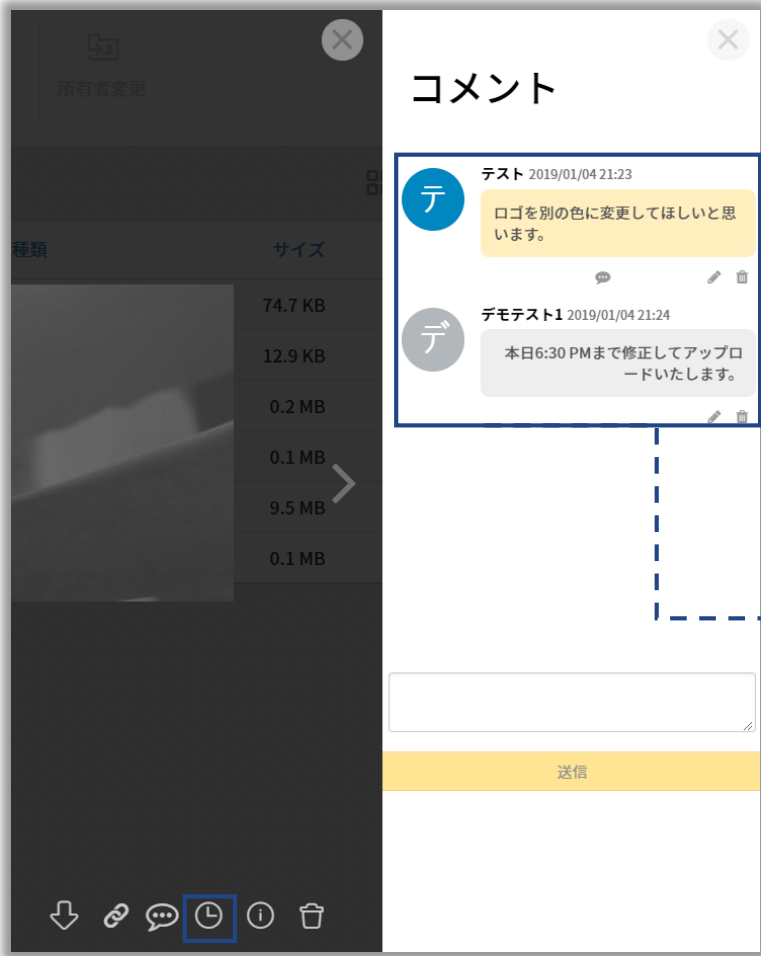 所有者変更
種類 サイズ
74.7 KB
12.9 KB
0.2 MB
0.1 MB
9.5 MB
0.1 MB
コメント
テ
テスト 2019/01/04 21:23
ロゴを別の色に変更してほしいと思
います。
デ
デモテスト1 2019/01/04 21:24
本日6:30 PMまで修正してアップロ
ードいたします。
送信